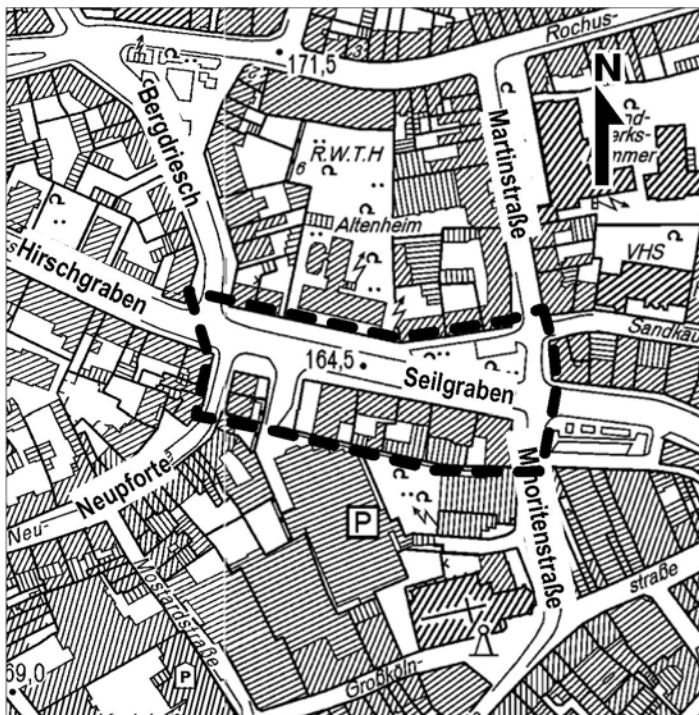 Rochus-
171,5
N
Bergdriesch
Martinstraße
R.W.T.H
6
Altenheim
VHS
Hirschgraben
Sandkau
164,5
Seilgraben
Neupforte
Neu-
Minoritenstraße
P
Mostardstraße
straße
P
69,0
Großköln-